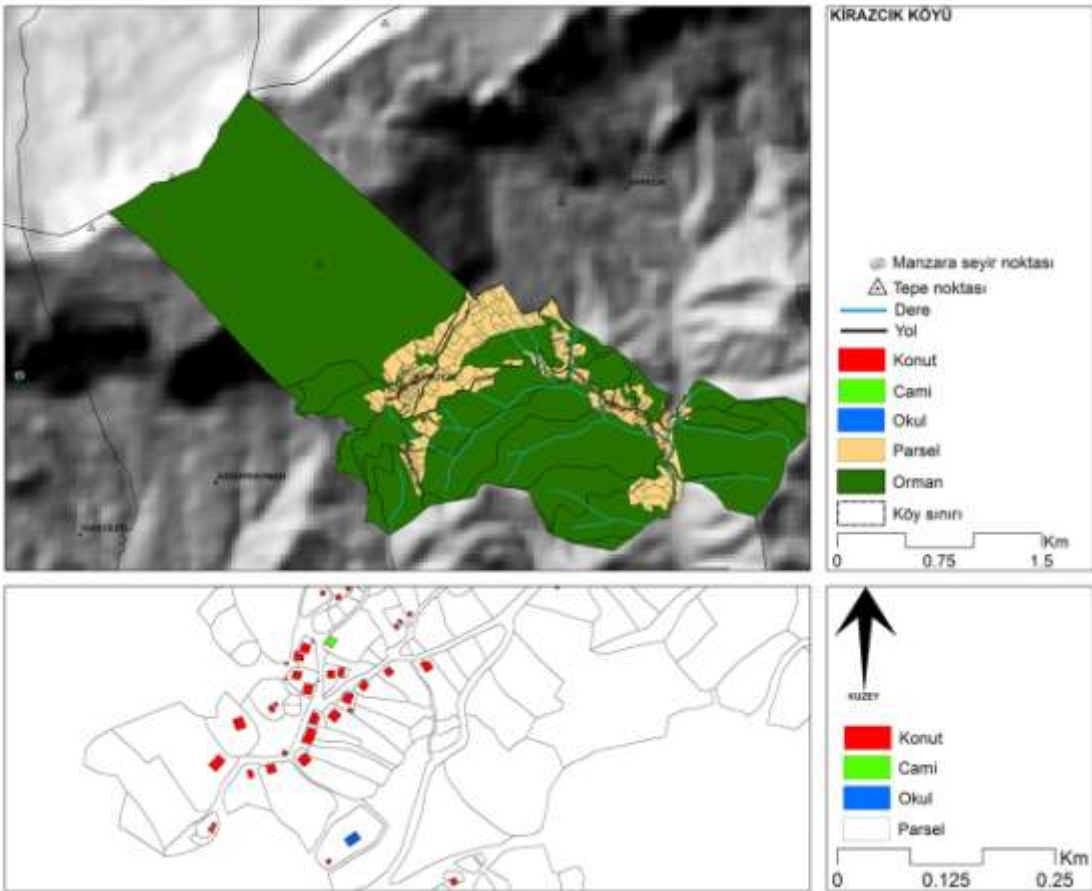 KİRAZCIK KÖYÜ
Manzara seyir noktası
Tepe noktası
Dere
Yol
Konut
Cami
Okul
Parsel
Orman
Köy sınırı
Km
0 0.75 1.5
KUZEY
Konut
Cami
Okul
Parsel
Km
0 0.125 0.25